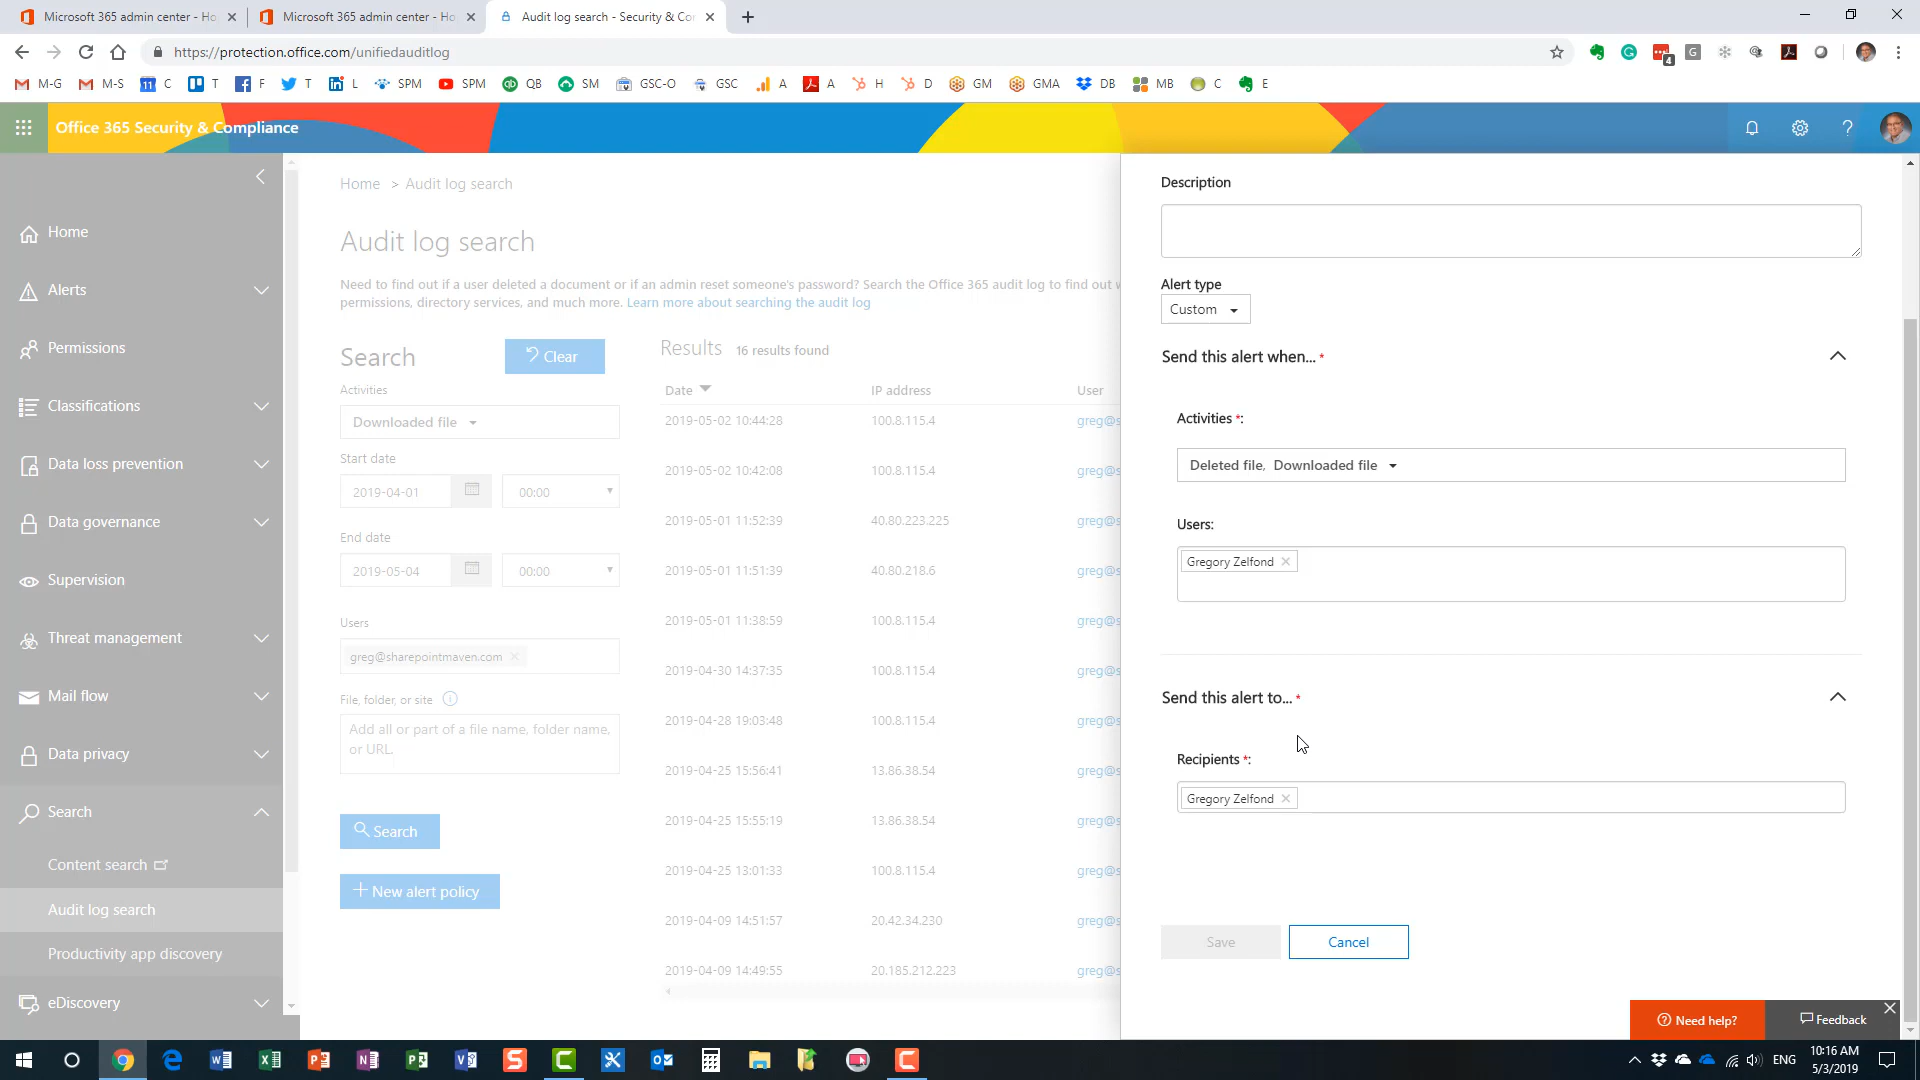 Microsoft 365 admin center - Ho
Microsoft 365 admin center - Ho
Audit log search - Security & Co
https://protection.office.com/unifiedauditlog
4
M-G
M-S
11
C
T
F
T
L
SPM
SPM
QB
SM
GSC-O
GSC
A
A
H
D
GM
GMA
DB
MB
C
E
Office 365 Security & Compliance
Home
Alerts
Permissions
Classifications
Data loss prevention
Data governance
Supervision
Threat management
Mail flow
Data privacy
Search
Content search
Audit log search
Productivity app discovery
eDiscovery
Home > Audit log search
Audit log search
Need to find out if a user deleted a document or if an admin reset someone's password? Search the Office 365 audit log to find out w
permissions, directory services, and much more. Learn more about searching the audit log
Search
Clear
Activities
Downloaded file
Start date
2019-04-01
00:00
End date
2019-05-04
00:00
Users
greg@sharepointmaven.com
File, folder, or site
Add all or part of a file name, folder name,
or URL.
Search
New alert policy
Results 16 results found
Date IP address User
2019-05-02 10:44:28 100.8.115.4 greg@s
2019-05-02 10:42:08 100.8.115.4 greg@s
2019-05-01 11:52:39 40.80.223.225 greg@s
2019-05-01 11:51:39 40.80.218.6 greg@s
2019-05-01 11:38:59 100.8.115.4 greg@s
2019-04-30 14:37:35 100.8.115.4 greg@s
2019-04-28 19:03:48 100.8.115.4 greg@s
2019-04-25 15:56:41 13.86.38.54 greg@s
2019-04-25 15:55:19 13.86.38.54 greg@s
2019-04-25 13:01:33 100.8.115.4 greg@s
2019-04-09 14:51:57 20.42.34.230 greg@s
2019-04-09 14:49:55 20.185.212.223 greg@s
Description
Alert type
Custom
Send this alert when... *
Activities *:
Deleted file, Downloaded file
Users:
Gregory Zelfond
Send this alert to... *
Recipients *:
Gregory Zelfond
Save
Cancel
Need help?
Feedback
ENG
10:16 AM
5/3/2019